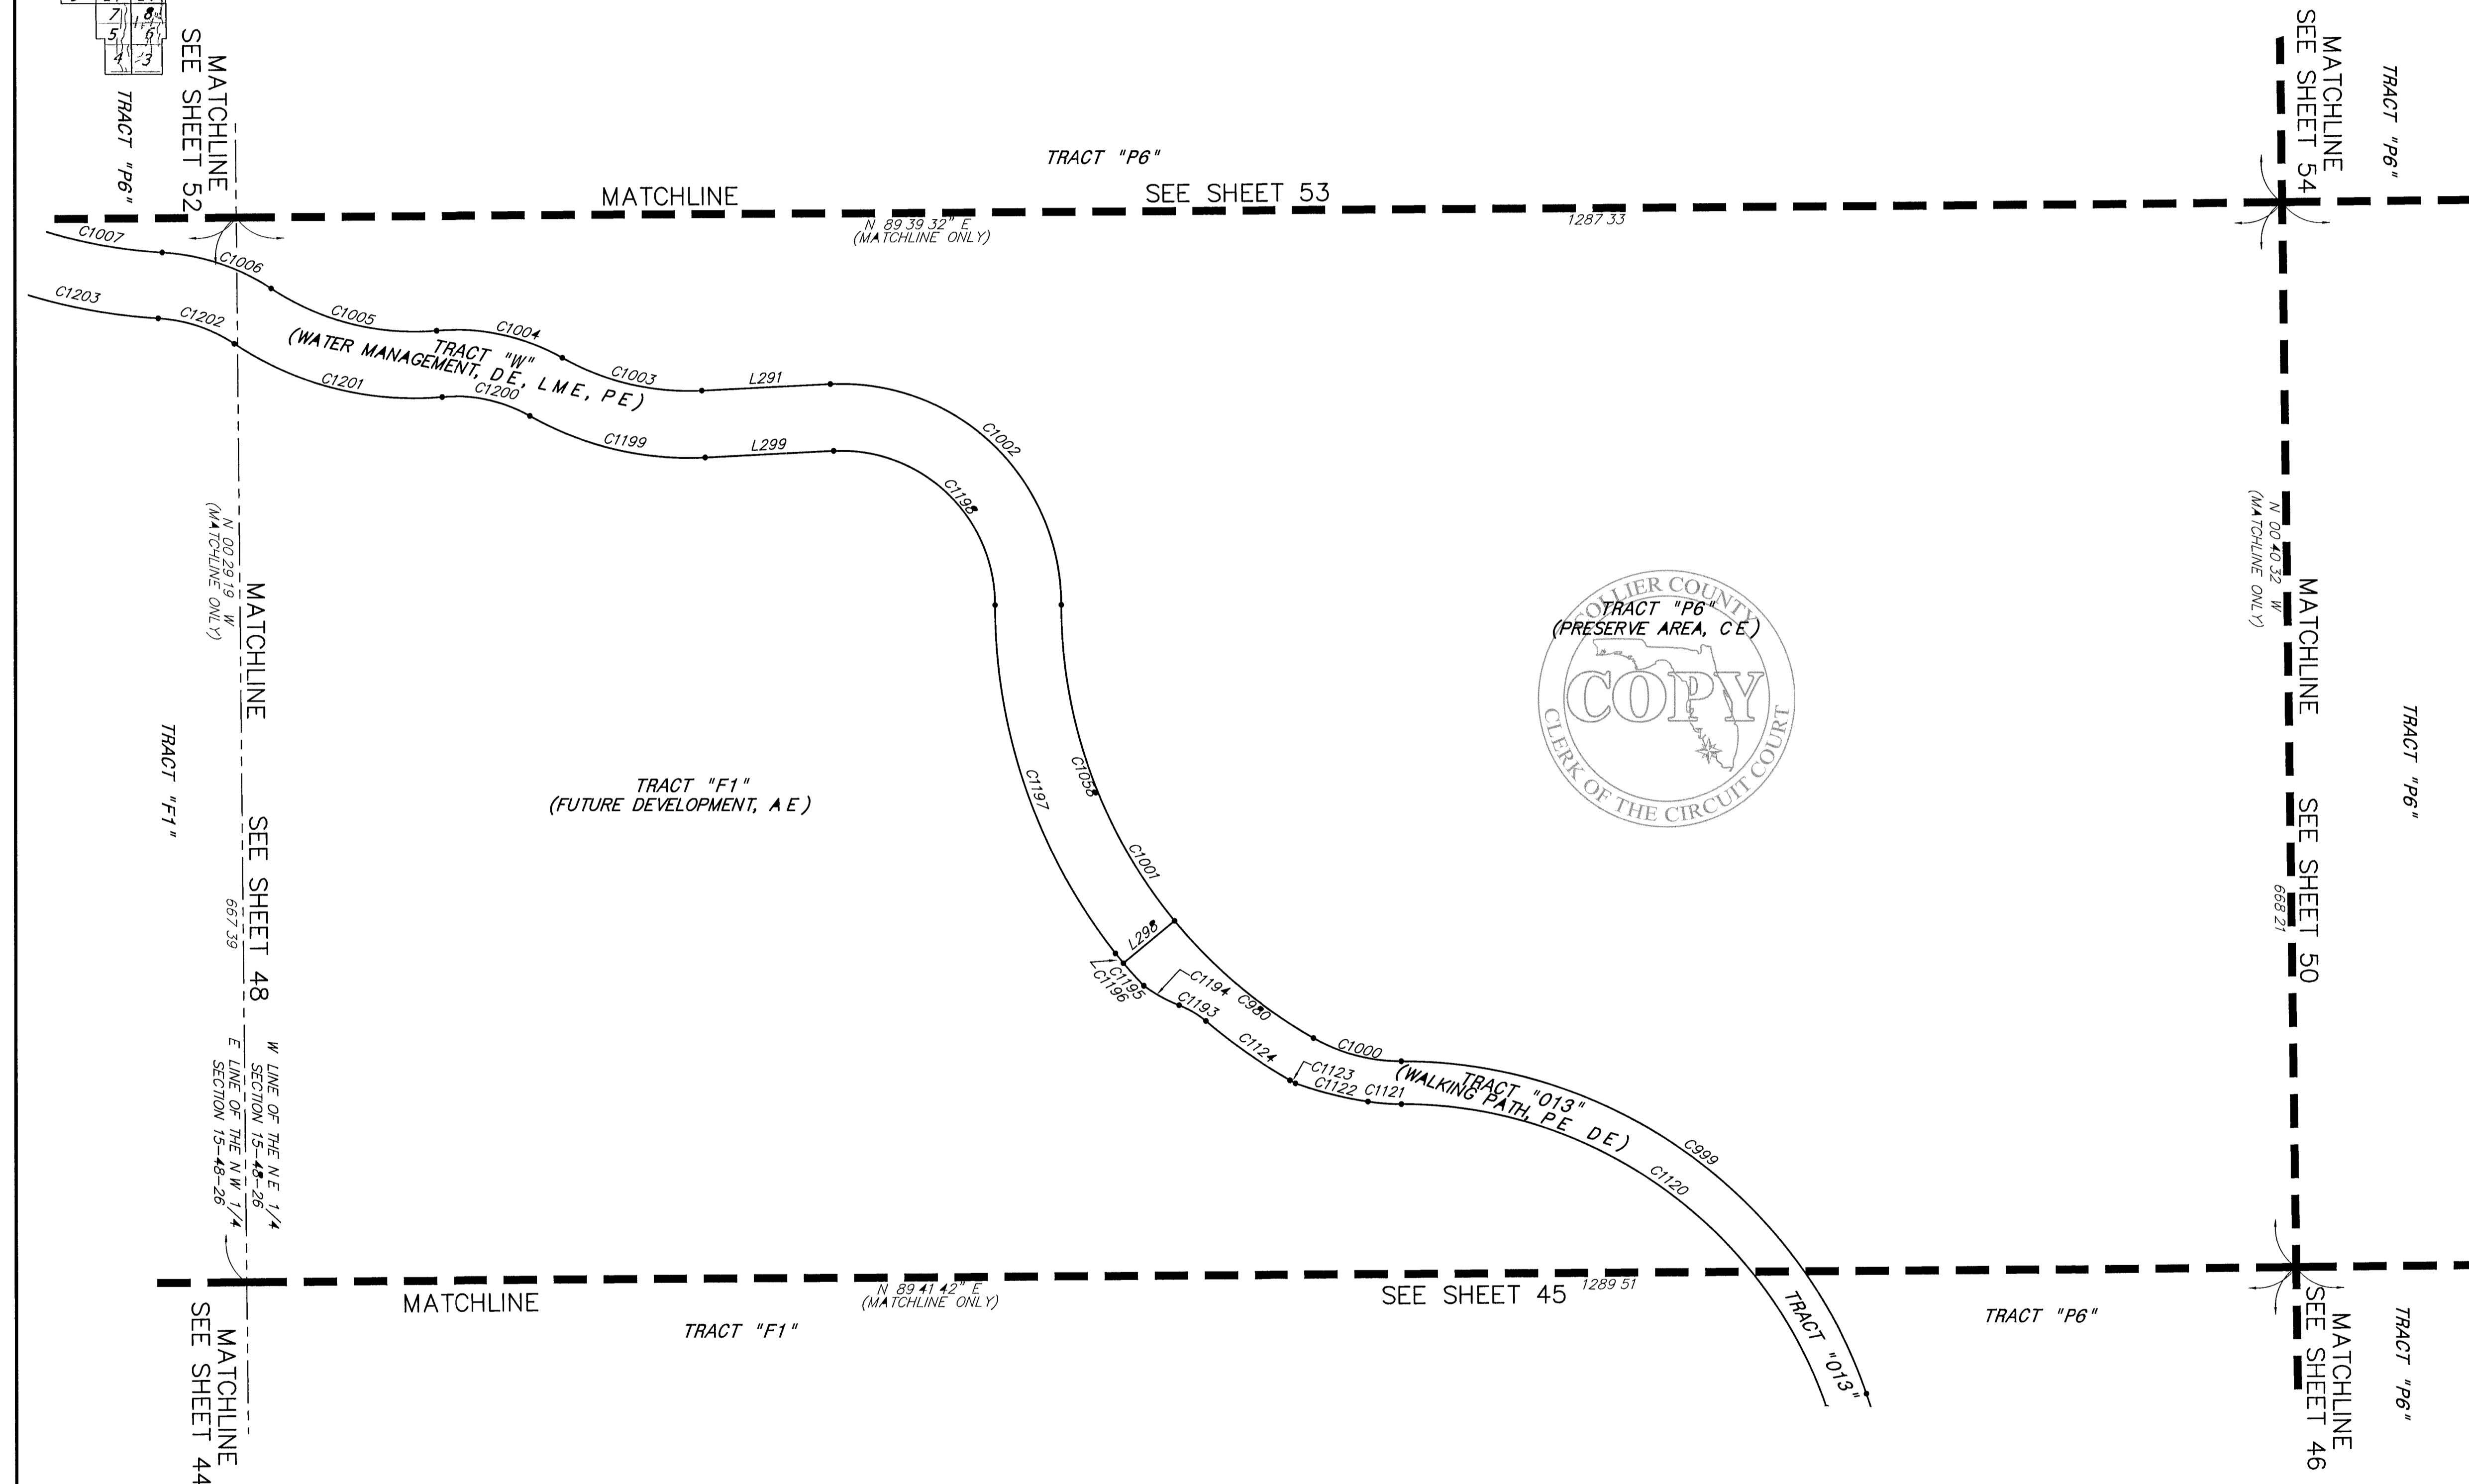 7 8
5 6
4 3
MATCHLINE
SEE SHEET 52
TRACT "P6"
TRACT "P6"
MATCHLINE
SEE SHEET 53
N 89 39 32" E
(MATCHLINE ONLY)
1287 33
MATCHLINE
SEE SHEET 54
TRACT "P6"
C1007
C1006
C1005
C1004
C1003
L291
C1002
C1203
C1202
C1201
C1200
C1199
L299
C1198
TRACT "W"
(WATER MANAGEMENT, DE, LME, PE)
N 00 29 19 W
(MATCHLINE ONLY)
MATCHLINE
SEE SHEET 48
667 39
TRACT "F1"
W LINE OF THE NE 1/4
SECTION 15-48-26
E LINE OF THE NW 1/4
SECTION 15-48-26
TRACT "F1"
(FUTURE DEVELOPMENT, AE)
C1197
C1058
C1001
L298
C1195
C1196
C1194
C980
C1193
C1124
C1000
C1123
C1122
C1121
TRACT "013"
(WALKING PATH, PE DE)
C999
C1120
TRACT "P6"
(PRESERVE AREA, CE)
COLLIER COUNTY
COPY
CLERK OF THE CIRCUIT COURT
N 00 40 32 W
(MATCHLINE ONLY)
MATCHLINE
SEE SHEET 50
668 21
TRACT "P6"
MATCHLINE
N 89 41 42" E
(MATCHLINE ONLY)
SEE SHEET 45
1289 51
TRACT "F1"
TRACT "013"
TRACT "P6"
MATCHLINE
SEE SHEET 44
MATCHLINE
SEE SHEET 46
TRACT "P6"